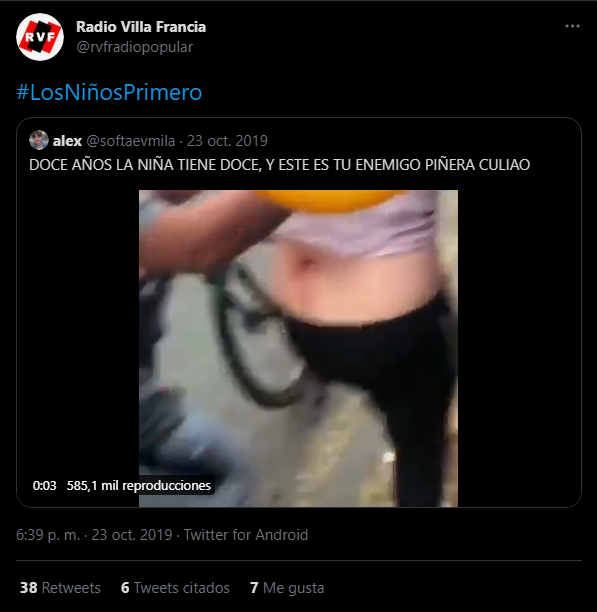 RVF
Radio Villa Francia
@rvfradiopopular
#LosNiñosPrimero
alex @softaevmila · 23 oct. 2019
DOCE AÑOS LA NIÑA TIENE DOCE, Y ESTE ES TU ENEMIGO PIÑERA CULIAO
0:03 585,1 mil reproducciones
6:39 p. m. · 23 oct. 2019 · Twitter for Android
38 Retweets 6 Tweets citados 7 Me gusta